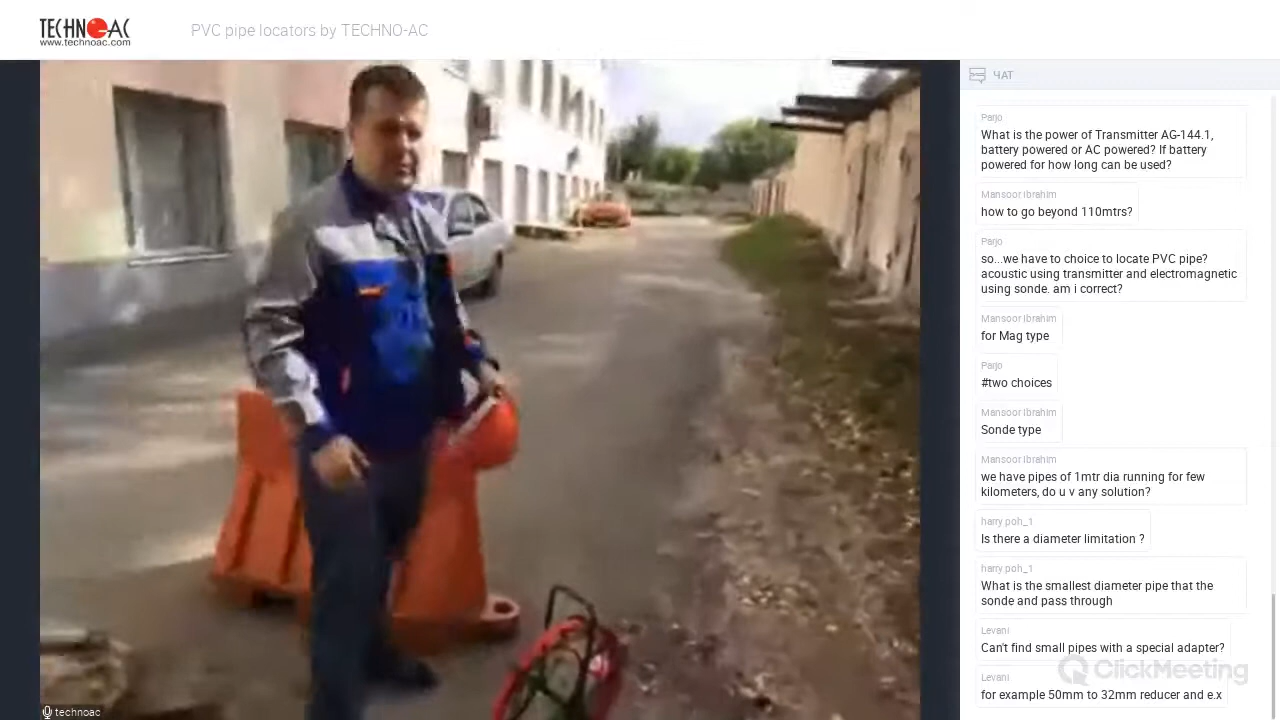 TECHNOAC
www.technoac.com
PVC pipe locators by TECHNO-AC
ЧАТ
Parjo
What is the power of Transmitter AG-144.1,
battery powered or AC powered? If battery
powered for how long can be used?
Mansoor Ibrahim
how to go beyond 110mtrs?
Parjo
so...we have to choice to locate PVC pipe?
acoustic using transmitter and electromagnetic
using sonde. am i correct?
Mansoor Ibrahim
for Mag type
Parjo
#two choices
Mansoor Ibrahim
Sonde type
Mansoor Ibrahim
we have pipes of 1mtr dia running for few
kilometers, do u v any solution?
harry.poh_1
Is there a diameter limitation ?
harry.poh_1
What is the smallest diameter pipe that the
sonde and pass through
Levani
Can't find small pipes with a special adapter?
Levani
for example 50mm to 32mm reducer and e.x
ClickMeeting
technoac